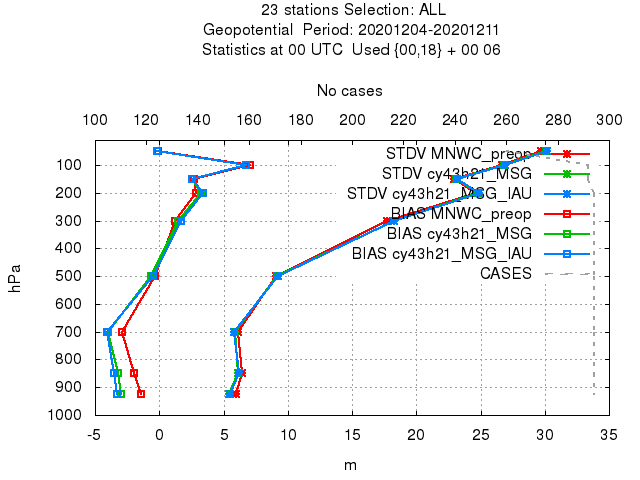 23 stations Selection: ALL
Geopotential  Period: 20201204-20201211
Statistics at 00 UTC  Used {00,18} + 00 06
No cases
100 120 140 160 180 200 220 240 260 280 300
STDV MNWC_preop
STDV cy43h21_MSG
STDV cy43h21_MSG_IAU
BIAS MNWC_preop
BIAS cy43h21_MSG
BIAS cy43h21_MSG_IAU
CASES
hPa
100
200
300
400
500
600
700
800
900
1000
-5 0 5 10 15 20 25 30 35
m